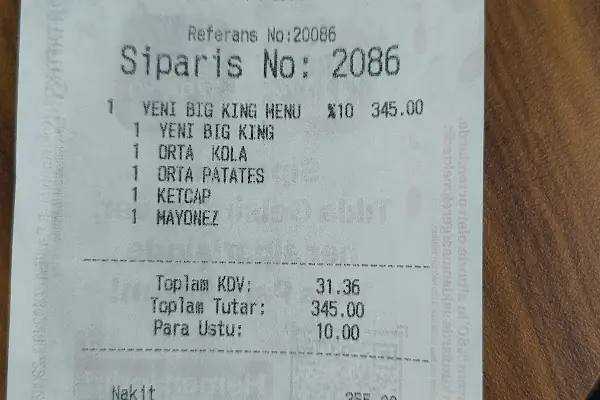 Referans No:20086
Siparis No: 2086
1 YENI BIG KING MENU %10 345.00
1 YENI BIG KING
1 ORTA KOLA
1 ORTA PATATES
1 KETCAP
1 MAYONEZ
Toplam KDV: 31.36
Toplam Tutar: 345.00
Para Ustu: 10.00
Nakit 355.00